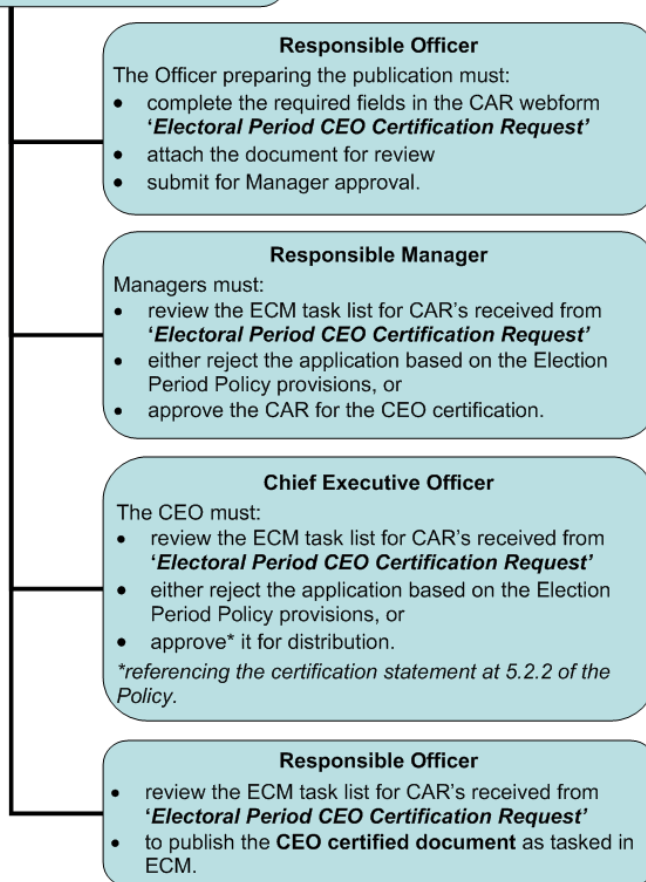 Responsible Officer
The Officer preparing the publication must:
• complete the required fields in the CAR webform
‘Electoral Period CEO Certification Request’
• attach the document for review
• submit for Manager approval.
Responsible Manager
Managers must:
• review the ECM task list for CAR’s received from
‘Electoral Period CEO Certification Request’
• either reject the application based on the Election
Period Policy provisions, or
• approve the CAR for the CEO certification.
Chief Executive Officer
The CEO must:
• review the ECM task list for CAR’s received from
‘Electoral Period CEO Certification Request’
• either reject the application based on the Election
Period Policy provisions, or
• approve* it for distribution.
*referencing the certification statement at 5.2.2 of the
Policy.
Responsible Officer
• review the ECM task list for CAR’s received from
‘Electoral Period CEO Certification Request’
• to publish the CEO certified document as tasked in
ECM.